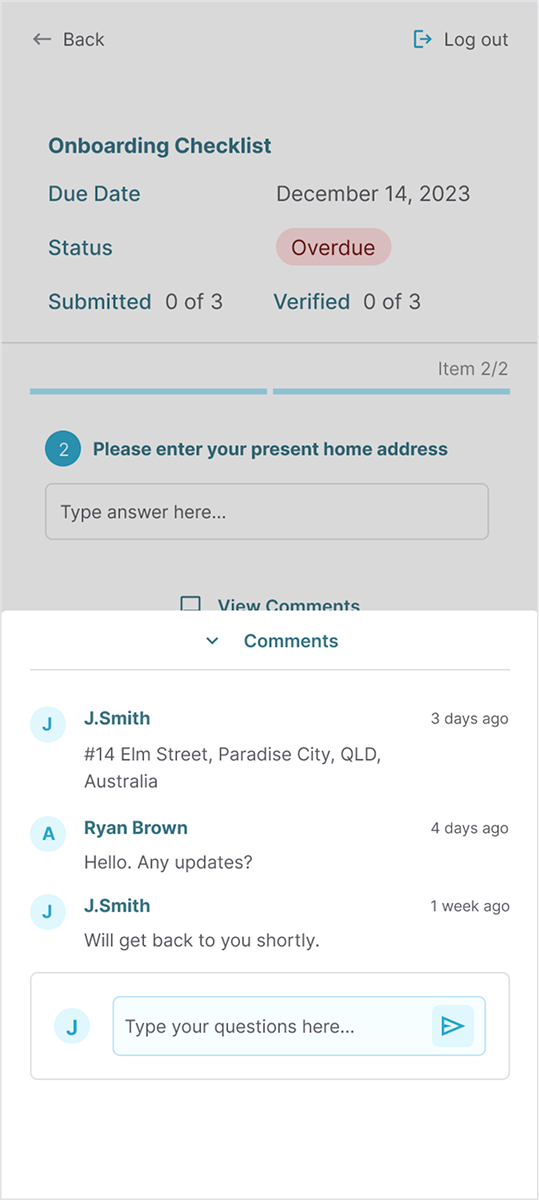 Back
Log out
Onboarding Checklist
Due Date December 14, 2023
Status Overdue
Submitted 0 of 3 Verified 0 of 3
Item 2/2
2 Please enter your present home address
Type answer here...
View Comments
Comments
J J.Smith 3 days ago
#14 Elm Street, Paradise City, QLD,
Australia
A Ryan Brown 4 days ago
Hello. Any updates?
J J.Smith 1 week ago
Will get back to you shortly.
J Type your questions here...